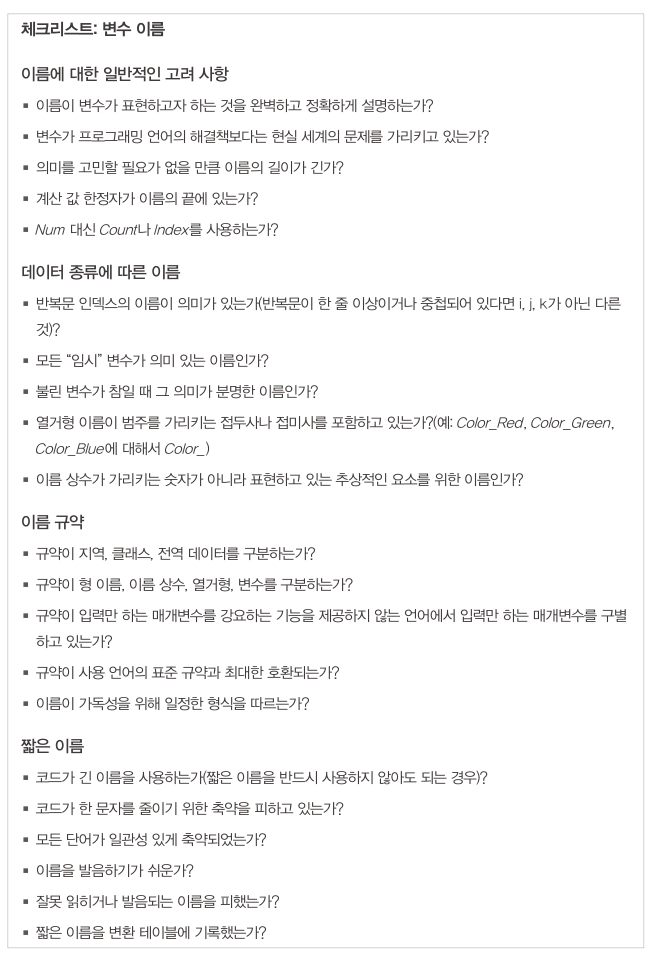 체크리스트: 변수 이름
이름에 대한 일반적인 고려 사항
▪ 이름이 변수가 표현하고자 하는 것을 완벽하고 정확하게 설명하는가?
▪ 변수가 프로그래밍 언어의 해결책보다는 현실 세계의 문제를 가리키고 있는가?
▪ 의미를 고민할 필요가 없을 만큼 이름의 길이가 긴가?
▪ 계산 값 한정자가 이름의 끝에 있는가?
▪ Num 대신 Count나 Index를 사용하는가?
데이터 종류에 따른 이름
▪ 반복문 인덱스의 이름이 의미가 있는가(반복문이 한 줄 이상이거나 중첩되어 있다면 i, j, k가 아닌 다른
것)?
▪ 모든 “임시” 변수가 의미 있는 이름인가?
▪ 불린 변수가 참일 때 그 의미가 분명한 이름인가?
▪ 열거형 이름이 범주를 가리키는 접두사나 접미사를 포함하고 있는가?(예: Color_Red, Color_Green,
Color_Blue에 대해서 Color_)
▪ 이름 상수가 가리키는 숫자가 아니라 표현하고 있는 추상적인 요소를 위한 이름인가?
이름 규약
▪ 규약이 지역, 클래스, 전역 데이터를 구분하는가?
▪ 규약이 형 이름, 이름 상수, 열거형, 변수를 구분하는가?
▪ 규약이 입력만 하는 매개변수를 강요하는 기능을 제공하지 않는 언어에서 입력만 하는 매개변수를 구별
하고 있는가?
▪ 규약이 사용 언어의 표준 규약과 최대한 호환되는가?
▪ 이름이 가독성을 위해 일정한 형식을 따르는가?
짧은 이름
▪ 코드가 긴 이름을 사용하는가(짧은 이름을 반드시 사용하지 않아도 되는 경우)?
▪ 코드가 한 문자를 줄이기 위한 축약을 피하고 있는가?
▪ 모든 단어가 일관성 있게 축약되었는가?
▪ 이름을 발음하기가 쉬운가?
▪ 잘못 읽히거나 발음되는 이름을 피했는가?
▪ 짧은 이름을 변환 테이블에 기록했는가?